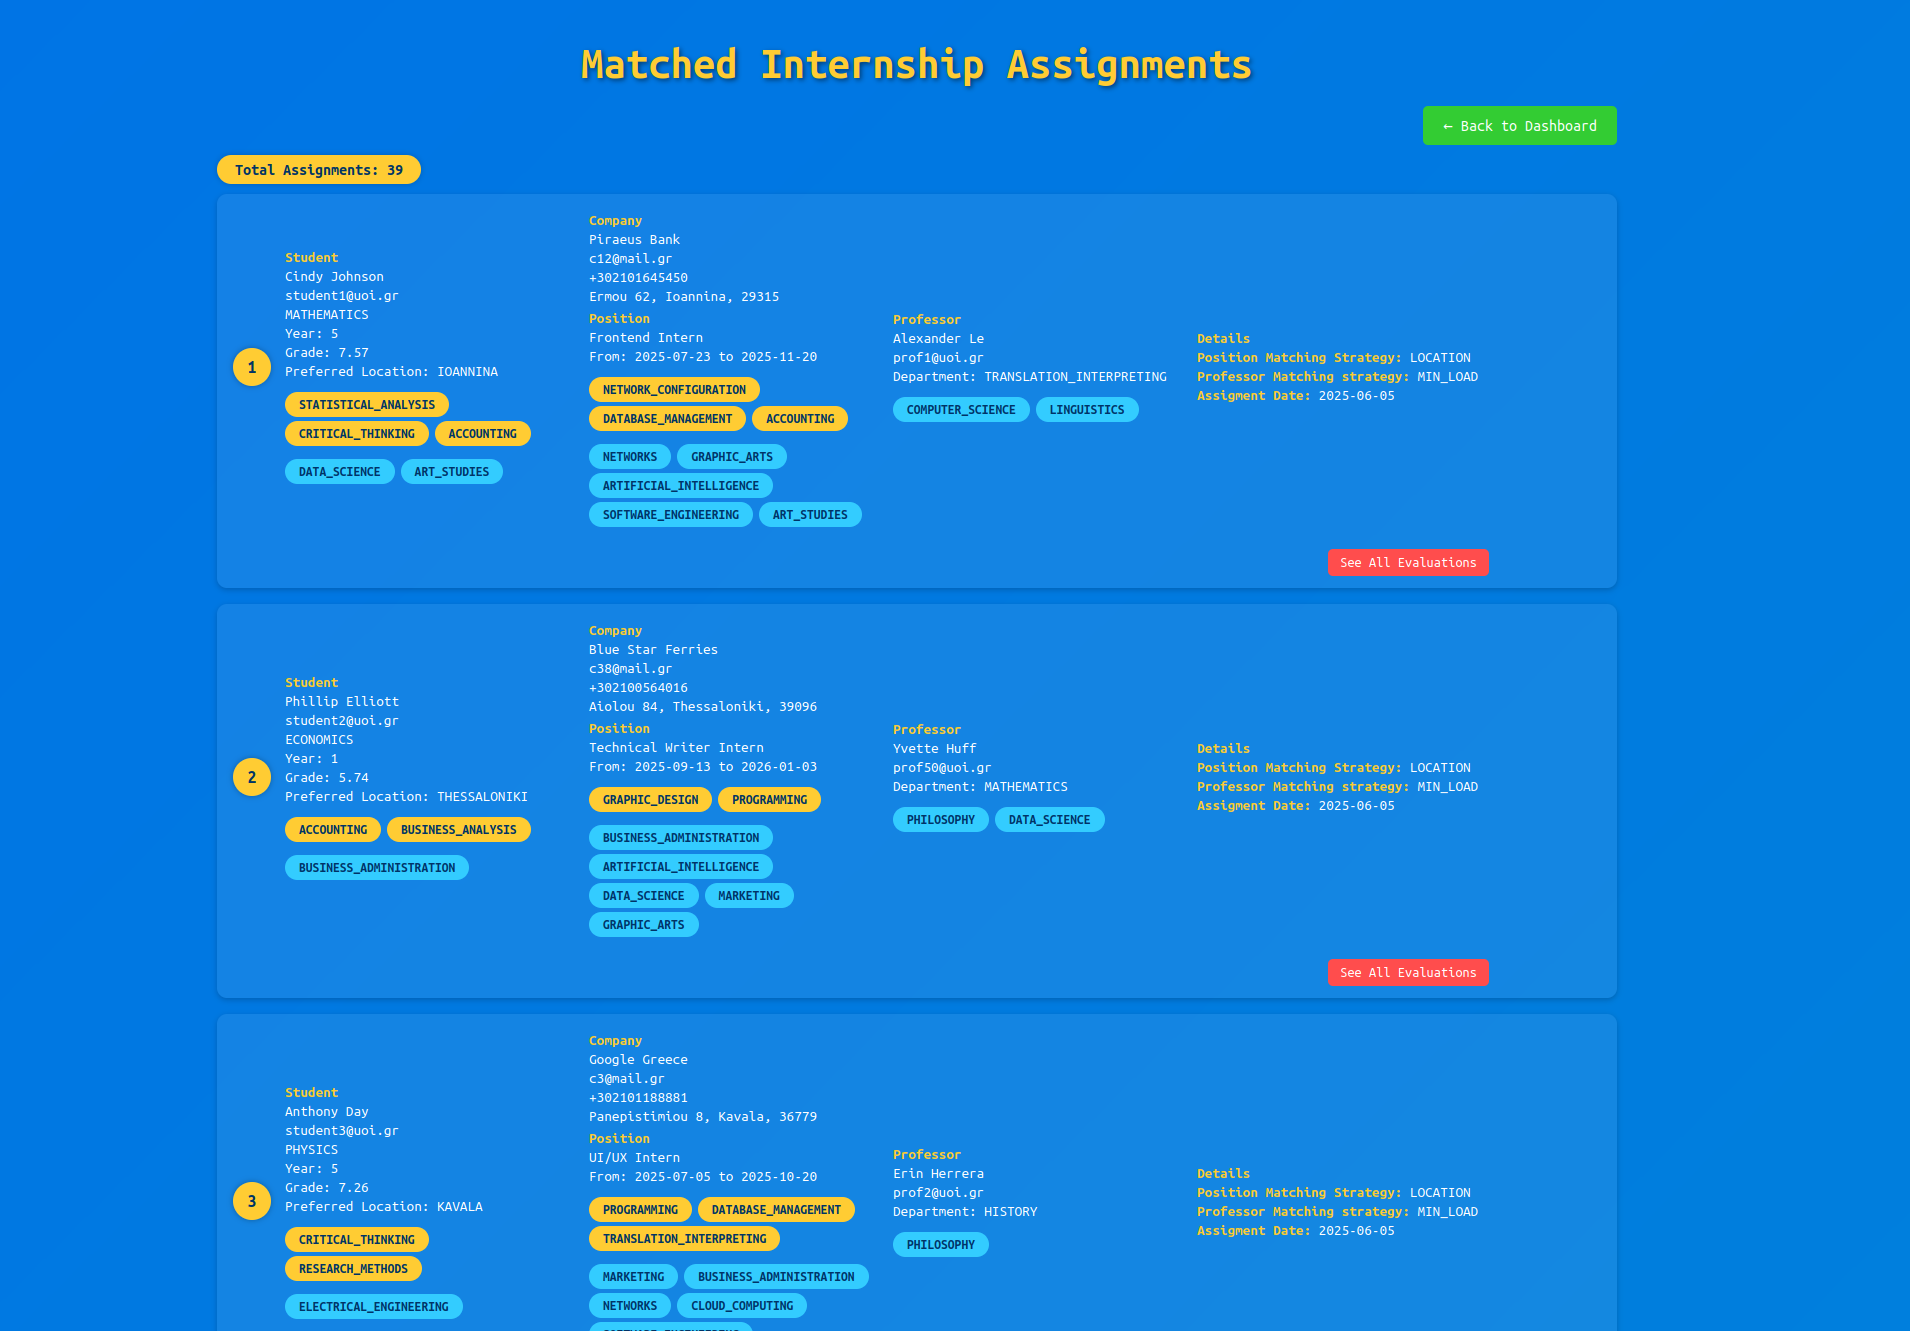 Matched Internship Assignments
← Back to Dashboard
Total Assignments: 39
1
Student
Cindy Johnson
student1@uoi.gr
MATHEMATICS
Year: 5
Grade: 7.57
Preferred Location: IOANNINA
STATISTICAL_ANALYSIS
CRITICAL_THINKING ACCOUNTING
DATA_SCIENCE ART_STUDIES
Company
Piraeus Bank
c12@mail.gr
+302101645450
Ermou 62, Ioannina, 29315
Position
Frontend Intern
From: 2025-07-23 to 2025-11-20
NETWORK_CONFIGURATION
DATABASE_MANAGEMENT ACCOUNTING
NETWORKS GRAPHIC_ARTS
ARTIFICIAL_INTELLIGENCE
SOFTWARE_ENGINEERING ART_STUDIES
Professor
Alexander Le
prof1@uoi.gr
Department: TRANSLATION_INTERPRETING
COMPUTER_SCIENCE LINGUISTICS
Details
Position Matching Strategy: LOCATION
Professor Matching strategy: MIN_LOAD
Assigment Date: 2025-06-05
See All Evaluations
2
Student
Phillip Elliott
student2@uoi.gr
ECONOMICS
Year: 1
Grade: 5.74
Preferred Location: THESSALONIKI
ACCOUNTING BUSINESS_ANALYSIS
BUSINESS_ADMINISTRATION
Company
Blue Star Ferries
c38@mail.gr
+302100564016
Aiolou 84, Thessaloniki, 39096
Position
Technical Writer Intern
From: 2025-09-13 to 2026-01-03
GRAPHIC_DESIGN PROGRAMMING
BUSINESS_ADMINISTRATION
ARTIFICIAL_INTELLIGENCE
DATA_SCIENCE MARKETING
GRAPHIC_ARTS
Professor
Yvette Huff
prof50@uoi.gr
Department: MATHEMATICS
PHILOSOPHY DATA_SCIENCE
Details
Position Matching Strategy: LOCATION
Professor Matching strategy: MIN_LOAD
Assigment Date: 2025-06-05
See All Evaluations
3
Student
Anthony Day
student3@uoi.gr
PHYSICS
Year: 5
Grade: 7.26
Preferred Location: KAVALA
CRITICAL_THINKING
RESEARCH_METHODS
ELECTRICAL_ENGINEERING
Company
Google Greece
c3@mail.gr
+302101188881
Panepistimiou 8, Kavala, 36779
Position
UI/UX Intern
From: 2025-07-05 to 2025-10-20
PROGRAMMING DATABASE_MANAGEMENT
TRANSLATION_INTERPRETING
MARKETING BUSINESS_ADMINISTRATION
NETWORKS CLOUD_COMPUTING
Professor
Erin Herrera
prof2@uoi.gr
Department: HISTORY
PHILOSOPHY
Details
Position Matching Strategy: LOCATION
Professor Matching strategy: MIN_LOAD
Assigment Date: 2025-06-05